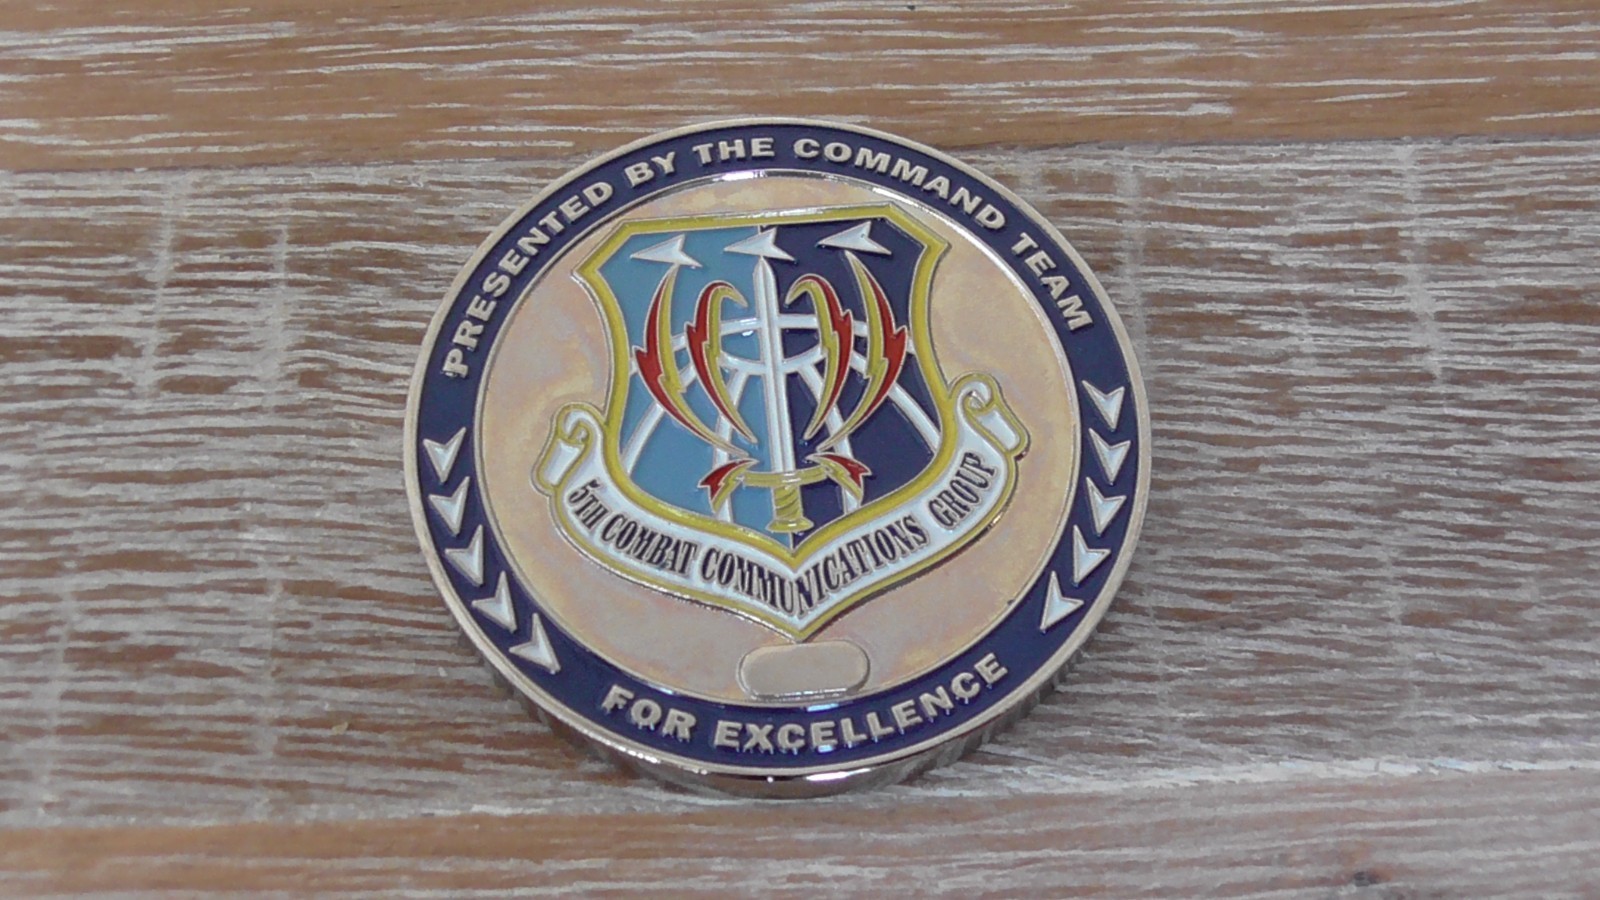 PRESENTED BY THE COMMAND TEAM
5TH COMBAT COMMUNICATIONS GROUP
FOR EXCELLENCE